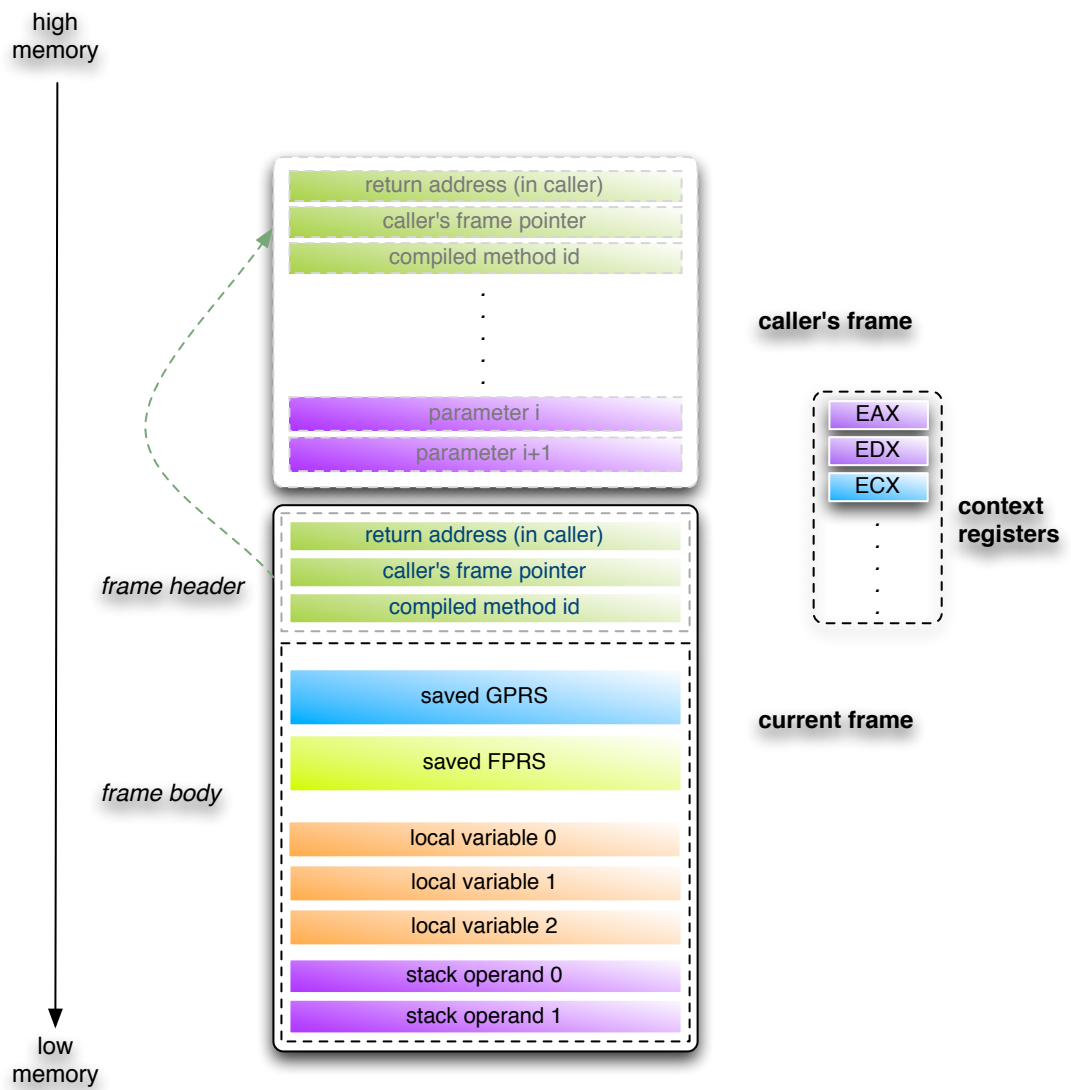 high
memory
return address (in caller)
caller's frame pointer
compiled method id
.
.
.
.
.
caller's frame
parameter i
parameter i+1
EAX
EDX
ECX
.
.
.
.
.
context
registers
return address (in caller)
caller's frame pointer
compiled method id
frame header
saved GPRS
current frame
saved FPRS
frame body
local variable 0
local variable 1
local variable 2
stack operand 0
stack operand 1
low
memory